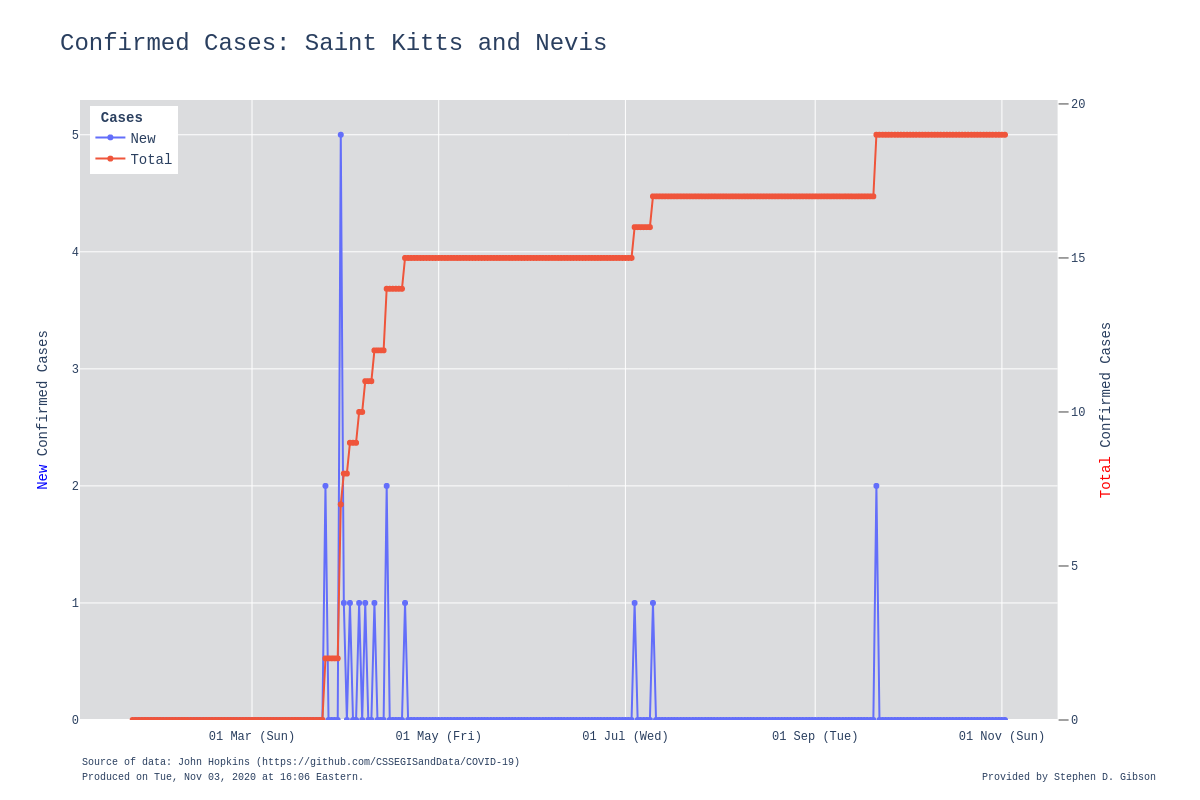 Confirmed Cases: Saint Kitts and Nevis
Cases
New
Total
5
4
3
2
1
0
New Confirmed Cases
20
15
10
5
0
Total Confirmed Cases
01 Mar (Sun)
01 May (Fri)
01 Jul (Wed)
01 Sep (Tue)
01 Nov (Sun)
Source of data: John Hopkins (https://github.com/CSSEGISandData/COVID-19)
Produced on Tue, Nov 03, 2020 at 16:06 Eastern.
Provided by Stephen D. Gibson